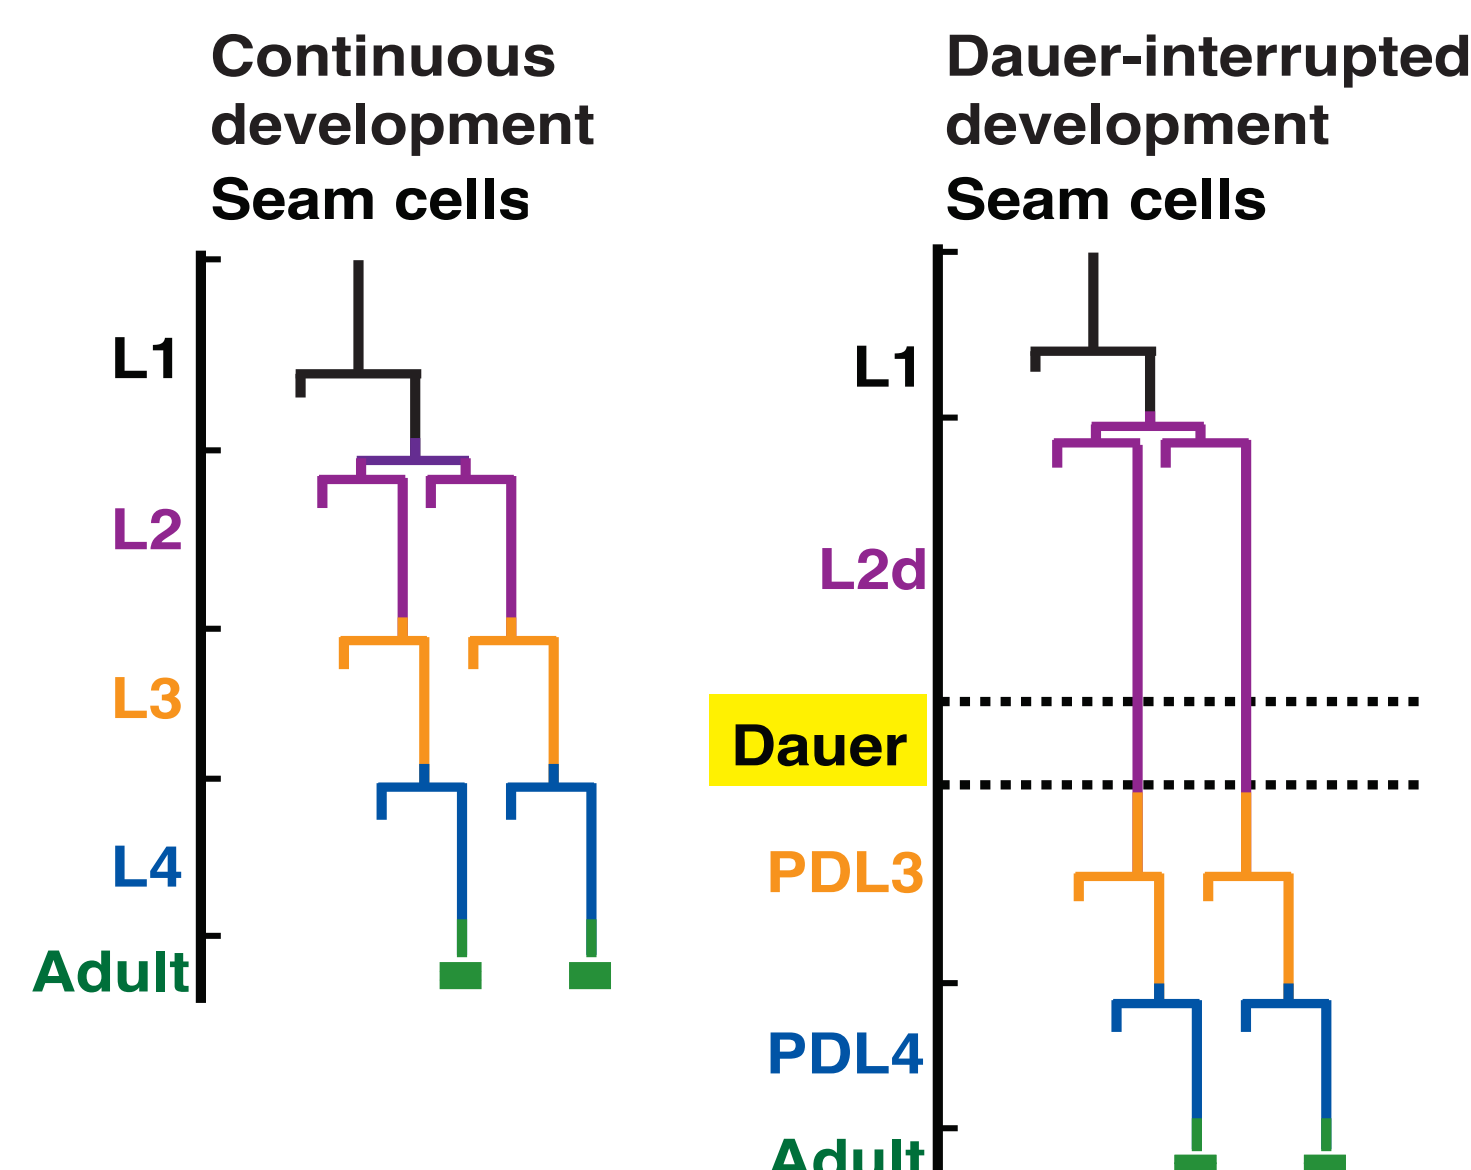 Continuous
development
Seam cells
L1
L2
L3
L4
Adult
Dauer-interrupted
development
Seam cells
L1
L2d
Dauer
PDL3
PDL4
Adult